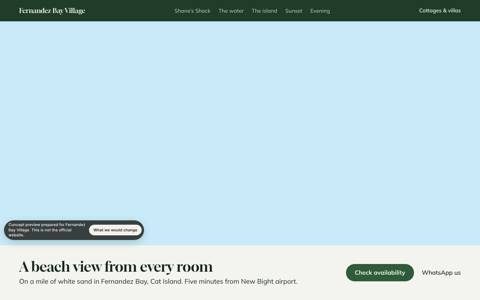 Fernandez Bay Village
Shane's Shack
The water
The island
Sunset
Evening
Cottages & villas
Concept preview prepared for Fernandez
Bay Village. This is not the official
website.
What we would change
A beach view from every room
On a mile of white sand in Fernandez Bay, Cat Island. Five minutes from New Bight airport.
Check availability
WhatsApp us